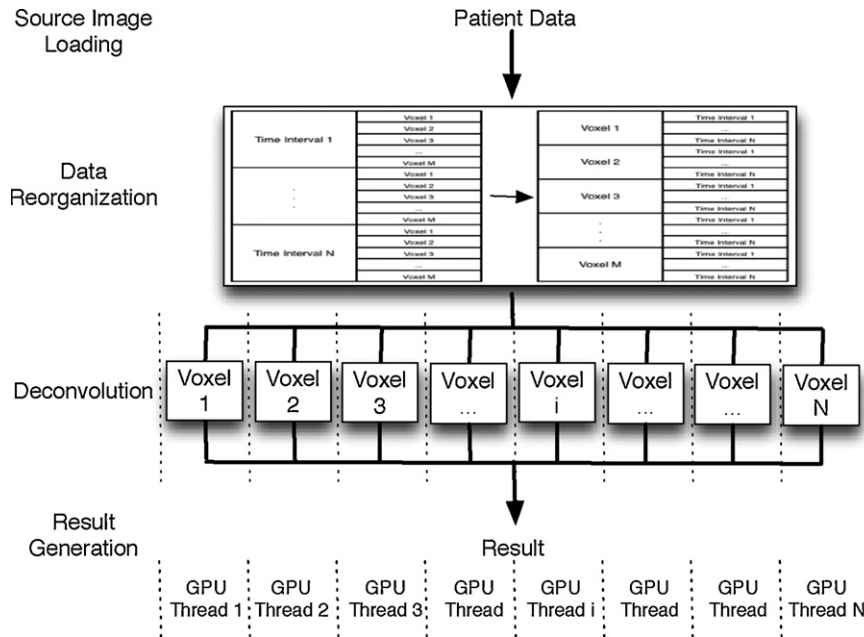 Source Image
Loading
Patient Data
Data
Reorganization
Time Interval 1
Voxel 1
Voxel 2
Voxel 3
...
Voxel M
.
.
.
Voxel 1
Voxel 2
Voxel 3
...
Voxel M
Time Interval N
Voxel 1
Voxel 2
Voxel 3
...
Voxel M
Voxel 1
Time Interval 1
...
Time Interval N
Voxel 2
Time Interval 1
...
Time Interval N
Voxel 3
Time Interval 1
...
Time Interval N
.
.
.
Time Interval 1
...
Time Interval N
Voxel M
Time Interval 1
...
Time Interval N
Deconvolution
Voxel
1
Voxel
2
Voxel
3
Voxel
...
Voxel
i
Voxel
...
Voxel
...
Voxel
N
Result
Generation
Result
GPU
Thread 1
GPU
Thread 2
GPU
Thread 3
GPU
Thread
GPU
Thread i
GPU
Thread
GPU
Thread
GPU
Thread N